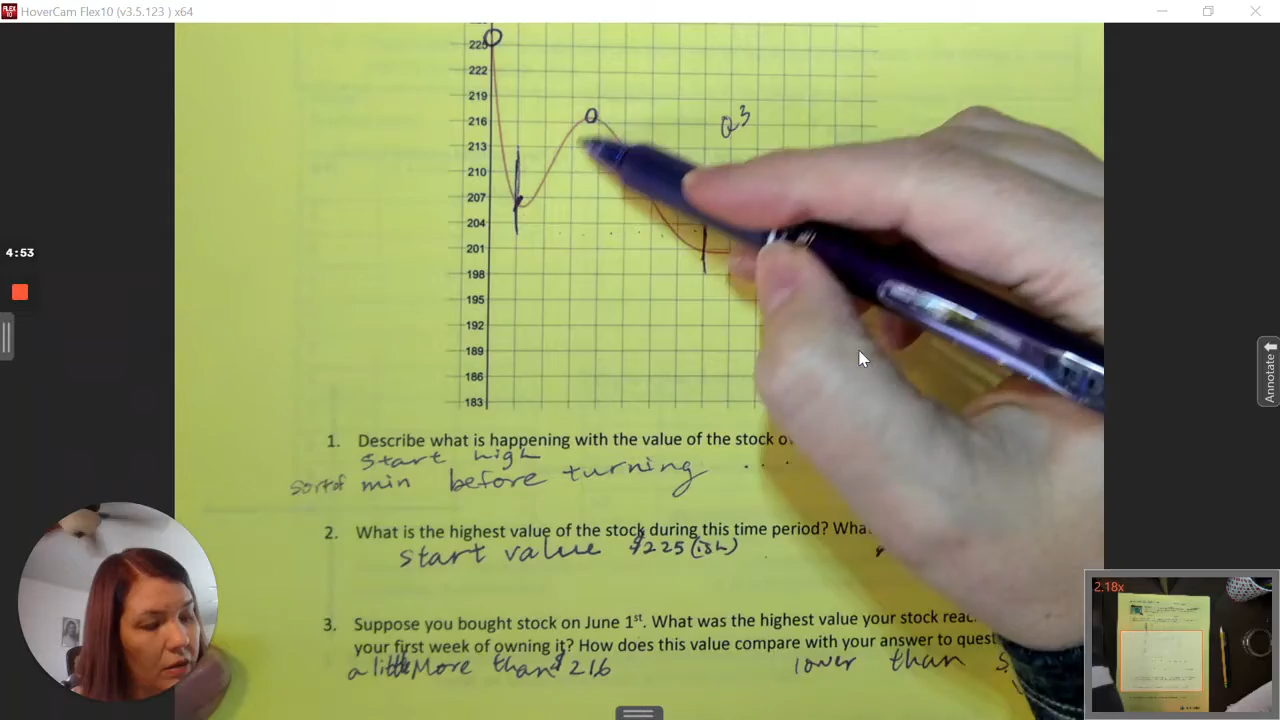 HoverCam Flex10 (v3.5.123 ) x64
225
222
219
216
213
210
207
204
201
198
195
192
189
186
183
Q3
4:53
Annotate
1. Describe what is happening with the value of the stock
start high
sort of min before turning ....
2. What is the highest value of the stock during this time period?
start value $225 (ish)
3. Suppose you bought stock on June 1st. What was the highest value your stock
your first week of owning it? How does this value compare with your answer to
a little More than $216 lower than
2.18x